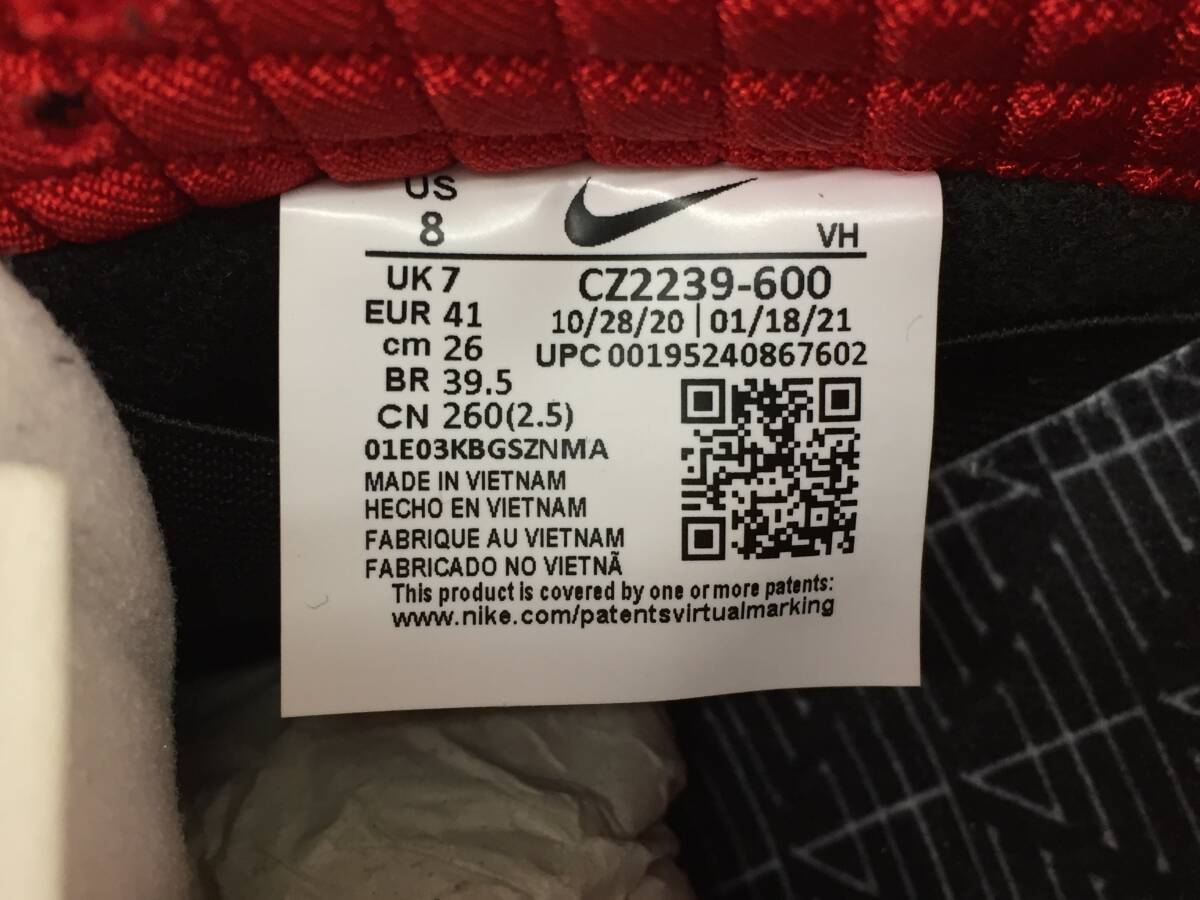 US
8
VH
UK 7
EUR 41
cm 26
BR 39.5
CN 260(2.5)
CZ2239-600
10/28/20 | 01/18/21
UPC 00195240867602
01E03KBGSZNMA
MADE IN VIETNAM
HECHO EN VIETNAM
FABRIQUE AU VIETNAM
FABRICADO NO VIETNÃ
This product is covered by one or more patents:
www.nike.com/patentsvirtualmarking